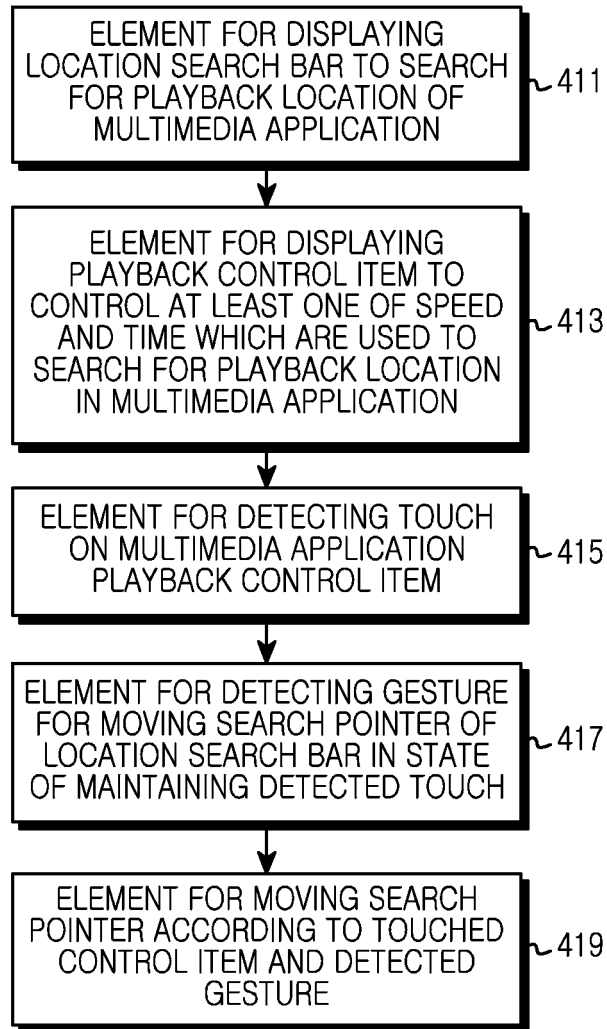 ELEMENT FOR DISPLAYING
LOCATION SEARCH BAR TO SEARCH
FOR PLAYBACK LOCATION OF
MULTIMEDIA APPLICATION
411
ELEMENT FOR DISPLAYING
PLAYBACK CONTROL ITEM TO
CONTROL AT LEAST ONE OF SPEED
AND TIME WHICH ARE USED TO
SEARCH FOR PLAYBACK LOCATION
IN MULTIMEDIA APPLICATION
413
ELEMENT FOR DETECTING TOUCH
ON MULTIMEDIA APPLICATION
PLAYBACK CONTROL ITEM
415
ELEMENT FOR DETECTING GESTURE
FOR MOVING SEARCH POINTER OF
LOCATION SEARCH BAR IN STATE
OF MAINTAINING DETECTED TOUCH
417
ELEMENT FOR MOVING SEARCH
POINTER ACCORDING TO TOUCHED
CONTROL ITEM AND DETECTED
GESTURE
419